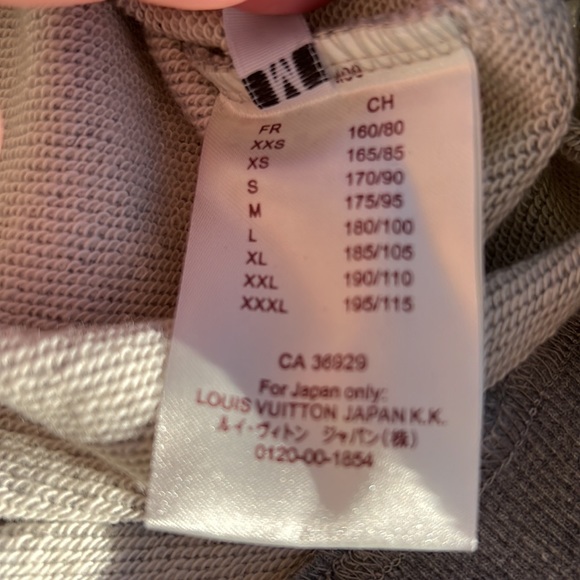 M
CH
FR
XXS 160/80
XS 165/85
S 170/90
M 175/95
L 180/100
XL 185/105
XXL 190/110
XXXL 195/115
CA 36929
For Japan only:
LOUIS VUITTON JAPAN K.K.
ルイ・ヴィトン ジャパン(株)
0120-00-1854